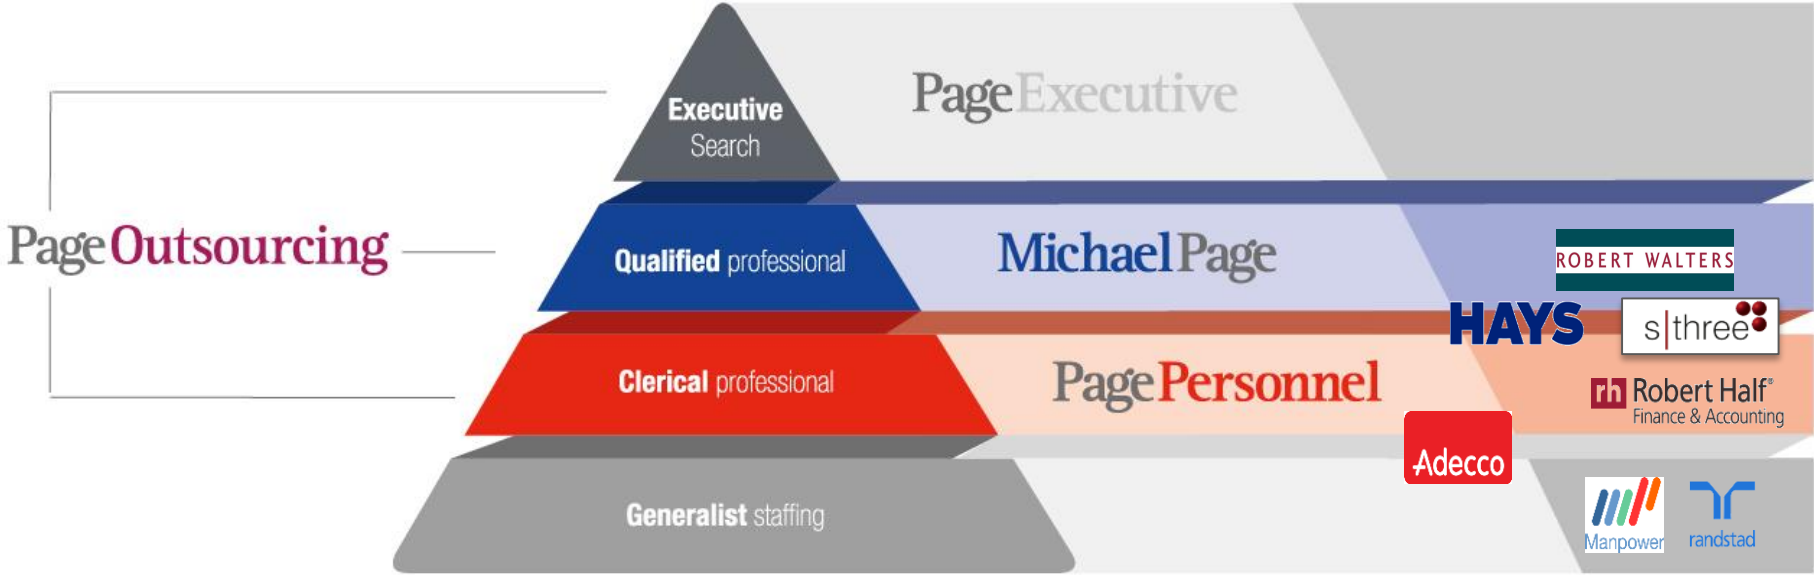 Executive
Search
PageExecutive
PageOutsourcing
Qualified professional
MichaelPage
ROBERT WALTERS
HAYS
s|three
Clerical professional
PagePersonnel
rh Robert Half®
Finance & Accounting
Adecco
Generalist staffing
Manpower
randstad